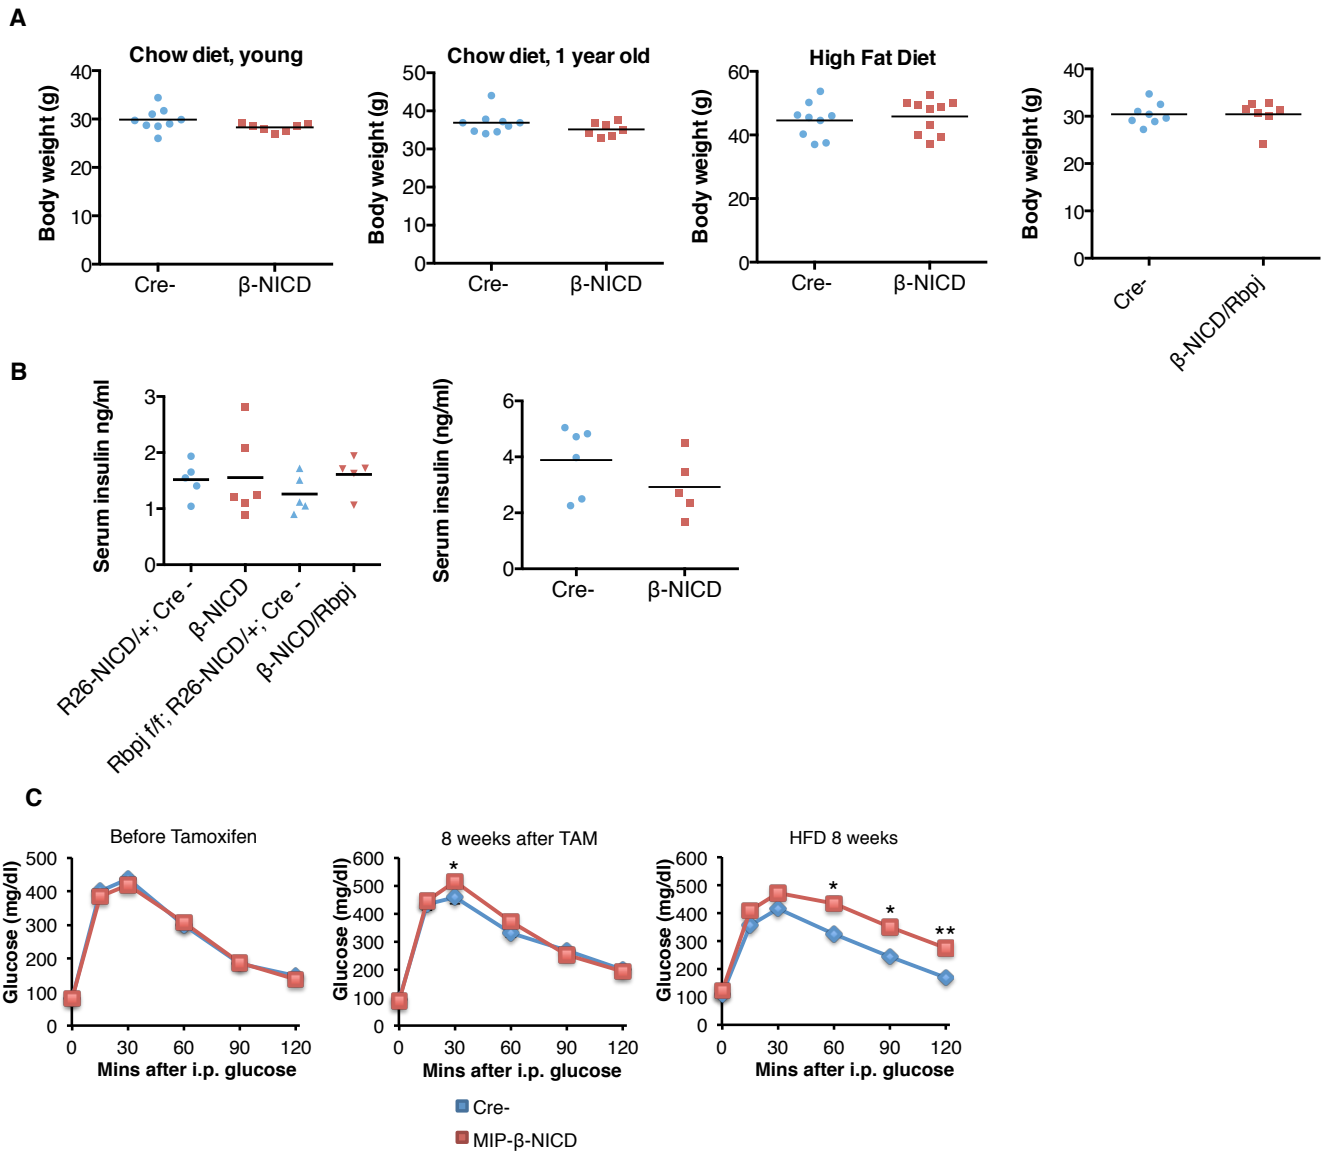 A
Chow diet, young
Chow diet, 1 year old
High Fat Diet
Body weight (g)
40
30
20
10
0
Cre-
β-NICD
Body weight (g)
50
40
30
20
10
0
Cre-
β-NICD
Body weight (g)
60
40
20
0
Cre-
β-NICD
Body weight (g)
40
30
20
10
0
Cre-
β-NICD/Rbpj
B
Serum insulin ng/ml
3
2
1
0
R26-NICD/+; Cre -
β-NICD
Rbpj f/f; R26-NICD/+; Cre -
β-NICD/Rbpj
Serum insulin (ng/ml)
6
4
2
0
Cre-
β-NICD
C
Before Tamoxifen
Glucose (mg/dl)
500
400
300
200
100
0
0 30 60 90 120
Mins after i.p. glucose
8 weeks after TAM
Glucose (mg/dl)
600
500
400
300
200
100
0
*
0 30 60 90 120
Mins after i.p. glucose
HFD 8 weeks
Glucose (mg/dl)
600
500
400
300
200
100
0
*
*
**
0 30 60 90 120
Mins after i.p. glucose
Cre-
MIP-β-NICD